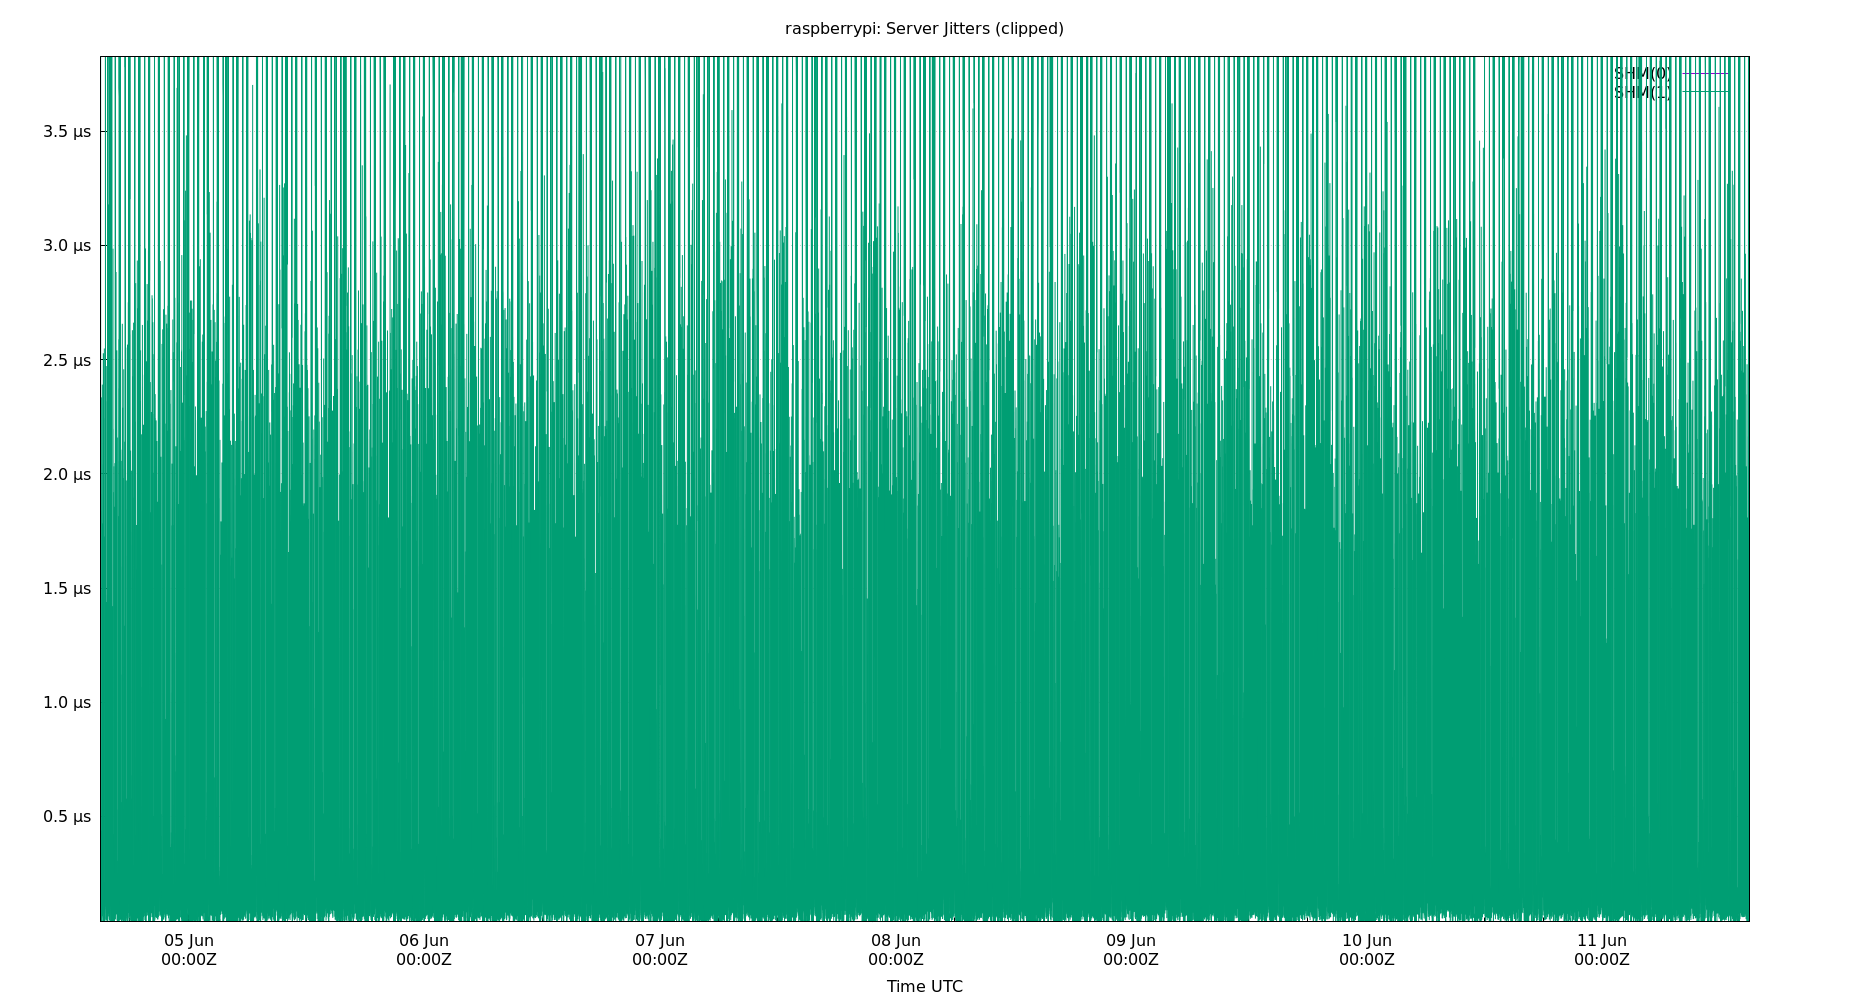 raspberrypi: Server Jitters (clipped)
SHM(0)
SHM(1)
3.5 µs
3.0 µs
2.5 µs
2.0 µs
1.5 µs
1.0 µs
0.5 µs
05 Jun 06 Jun 07 Jun 08 Jun 09 Jun 10 Jun 11 Jun
00:00Z 00:00Z 00:00Z 00:00Z 00:00Z 00:00Z 00:00Z
Time UTC